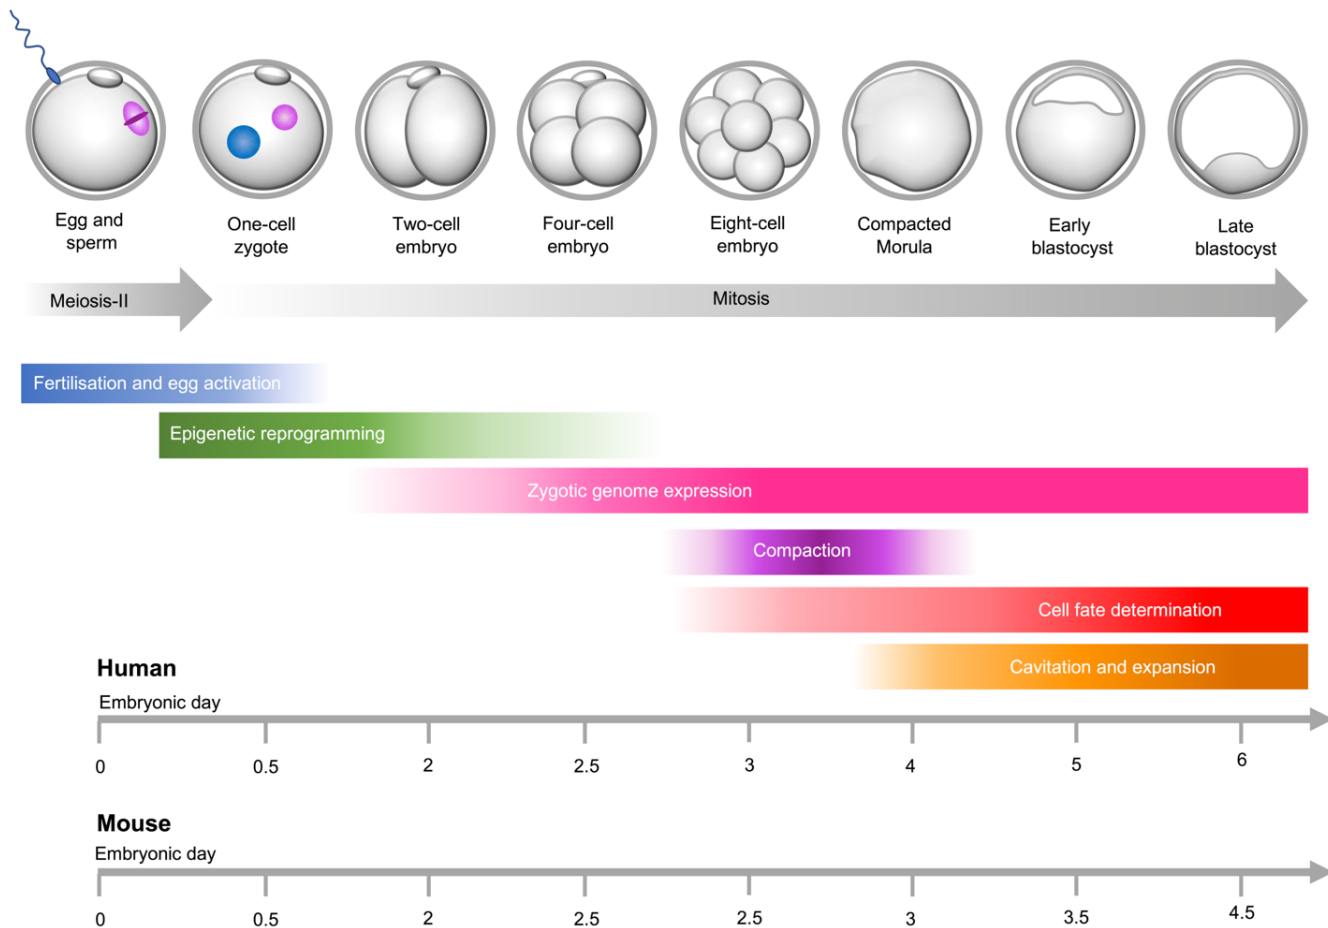 Egg and
sperm
One-cell
zygote
Two-cell
embryo
Four-cell
embryo
Eight-cell
embryo
Compacted
Morula
Early
blastocyst
Late
blastocyst
Meiosis-II
Mitosis
Fertilisation and egg activation
Epigenetic reprogramming
Zygotic genome expression
Compaction
Cell fate determination
Cavitation and expansion
Human
Embryonic day
0 0.5 2 2.5 3 4 5 6
Mouse
Embryonic day
0 0.5 2 2.5 2.5 3 3.5 4.5